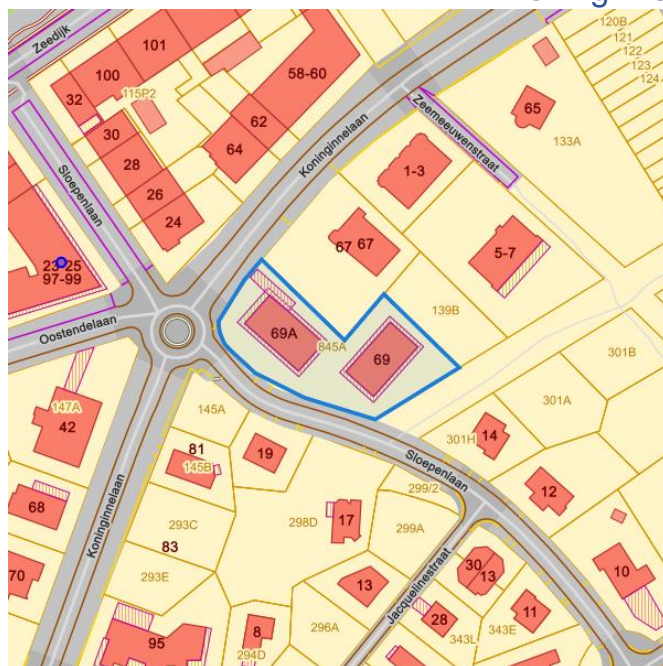 Zeedijk
101
100
32
115P2
58-60
120B
121
122
123
124
62
64
30
28
26
24
Koninginnelaan
Zeemeeuwenstraat
65
133A
Sloepenlaan
1-3
67 67
5-7
23-25
97-99
Oostendelaan
69A
845A
69
139B
301B
301A
147A
42
145A
81
145B
19
301H
14
Sloepenlaan
12
299/2
Koninginnelaan
68
293C
298D
17
299A
83
70
293E
13
30
13
10
Jacquelinestraat
95
8
296A
28
11
294D
343L
343E